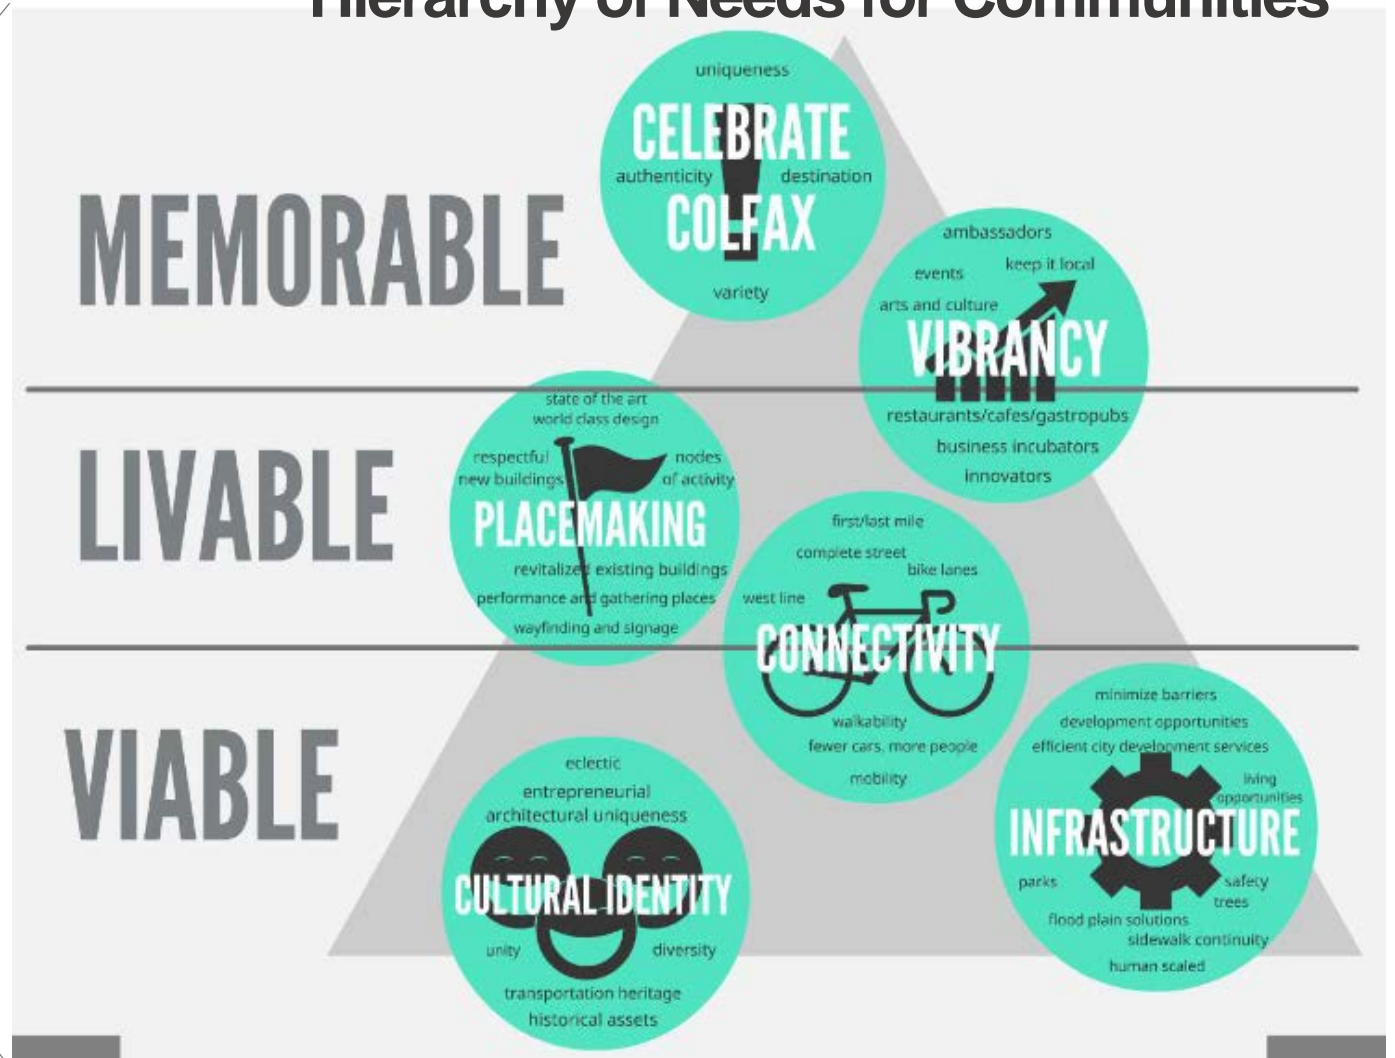 Hierarchy of Needs for Communities
MEMORABLE
uniqueness
CELEBRATE
authenticity destination
COLFAX
variety
ambassadors
keep it local
events
arts and culture
VIBRANCY
restaurants/cafes/gastropubs
business incubators
innovators
LIVABLE
state of the art
world class design
respectful nodes
new buildings of activity
PLACEMAKING
revitalized existing buildings
performance and gathering places
wayfinding and signage
first/last mile
complete street
bike lanes
west line
CONNECTIVITY
walkability
fewer cars, more people
mobility
VIABLE
eclectic
entrepreneurial
architectural uniqueness
CULTURAL IDENTITY
unity diversity
transportation heritage
historical assets
minimize barriers
development opportunities
efficient city development services
living
opportunities
INFRASTRUCTURE
parks safety
trees
flood plain solutions
sidewalk continuity
human scaled